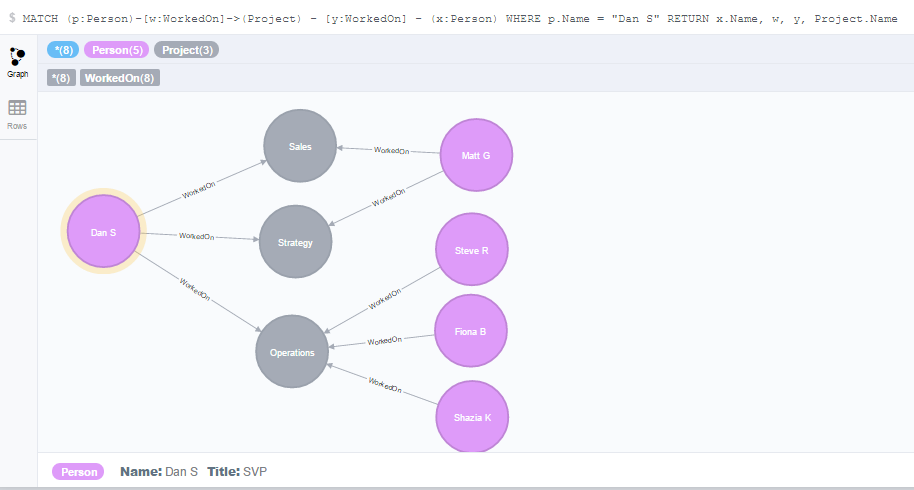 $ MATCH (p:Person)-[w:WorkedOn]->(Project) - [y:WorkedOn] - (x:Person) WHERE p.Name = "Dan S" RETURN x.Name, w, y, Project.Name
*(8) Person(5) Project(3)
Graph
*(8) WorkedOn(8)
Rows
Sales
WorkedOn
Matt G
WorkedOn
WorkedOn
Dan S
WorkedOn
Strategy
Steve R
WorkedOn
WorkedOn
Fiona B
WorkedOn
Operations
WorkedOn
Shazia K
Person Name: Dan S Title: SVP